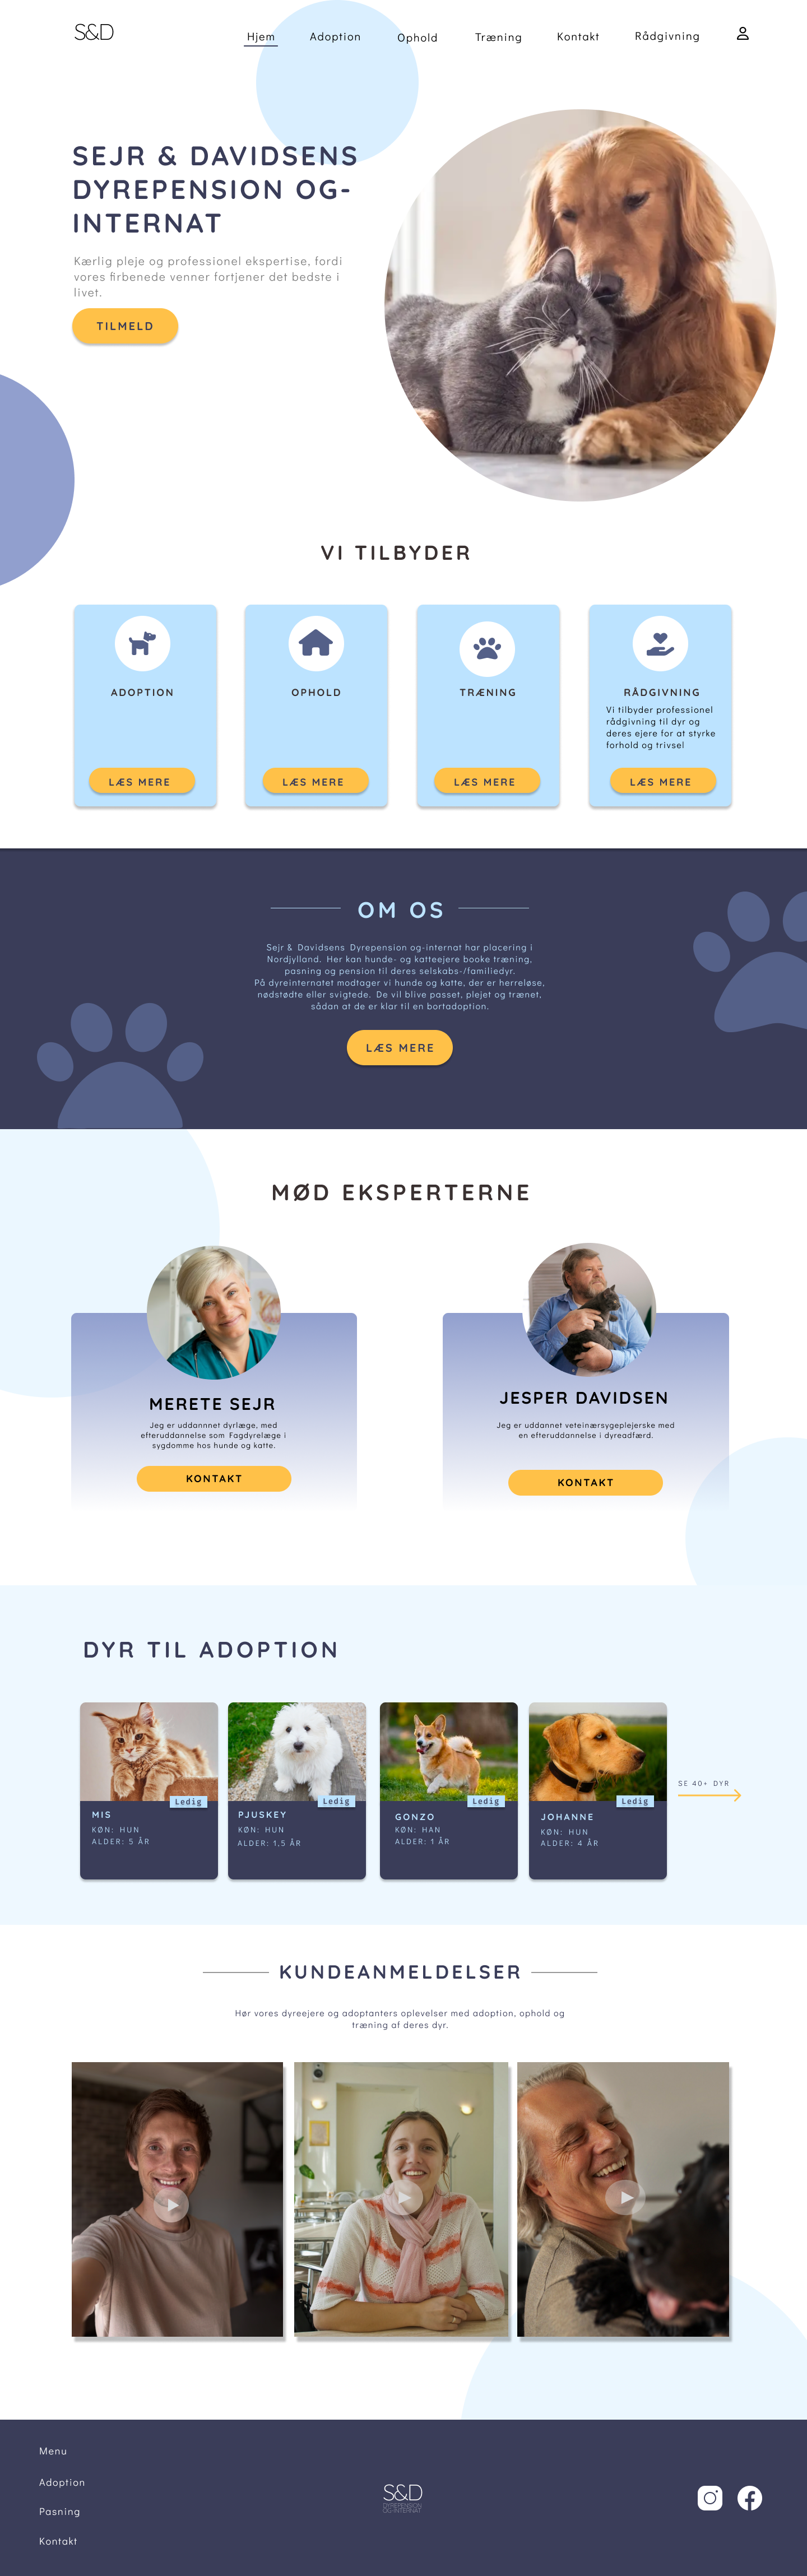 S&D
Hjem
Adoption
Ophold
Træning
Kontakt
Rådgivning
SEJR & DAVIDSENS
DYREPENSION OG-
INTERNAT
Kærlig pleje og professionel ekspertise, fordi
vores firbenede venner fortjener det bedste i
livet.
TILMELD
VI TILBYDER
ADOPTION
LÆS MERE
OPHOLD
LÆS MERE
TRÆNING
LÆS MERE
RÅDGIVNING
Vi tilbyder professionel
rådgivning til dyr og
deres ejere for at styrke
forhold og trivsel
LÆS MERE
OM OS
Sejr & Davidsens Dyrepension og-internat har placering i
Nordjylland. Her kan hunde- og katteejere booke træning,
pasning og pension til deres selskabs-/familiedyr.
På dyreinternatet modtager vi hunde og katte, der er herreløse,
nødstødte eller svigtede. De vil blive passet, plejet og trænet,
sådan at de er klar til en bortadoption.
LÆS MERE
MØD EKSPERTERNE
MERETE SEJR
Jeg er uddannnet dyrlæge, med
efteruddannelse som Fagdyrelæge i
sygdomme hos hunde og katte.
KONTAKT
JESPER DAVIDSEN
Jeg er uddannet veteinærsygeplejerske med
en efteruddannelse i dyreadfærd.
KONTAKT
DYR TIL ADOPTION
Ledig
MIS
KØN: HUN
ALDER: 5 ÅR
Ledig
PJUSKEY
KØN: HUN
ALDER: 1,5 ÅR
Ledig
GONZO
KØN: HAN
ALDER: 1 ÅR
Ledig
JOHANNE
KØN: HUN
ALDER: 4 ÅR
SE 40+ DYR
KUNDEANMELDELSER
Hør vores dyreejere og adoptanters oplevelser med adoption, ophold og
træning af deres dyr.
Menu
Adoption
Pasning
Kontakt
S&D
DYREPENSION
OG-INTERNAT